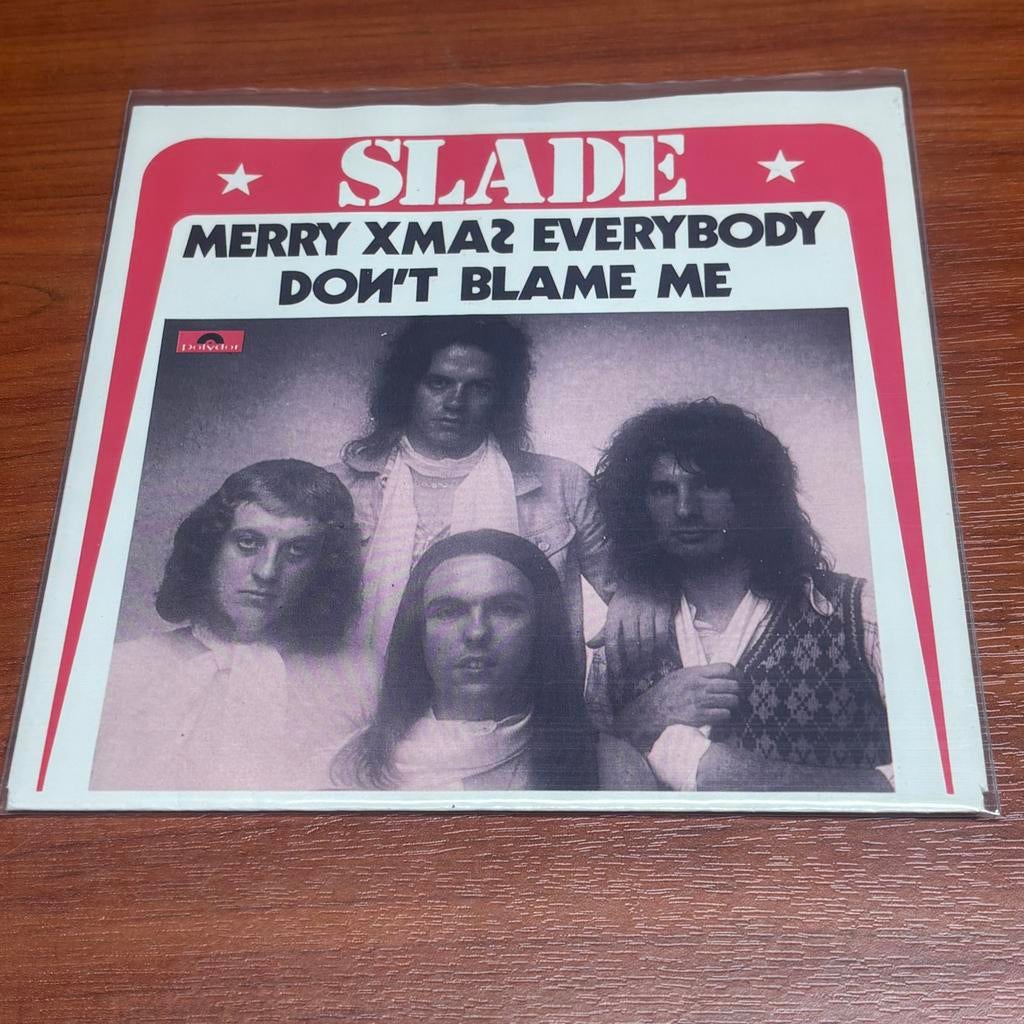 SLADE
MERRY XMAS EVERYBODY
DON'T BLAME ME
Polydor